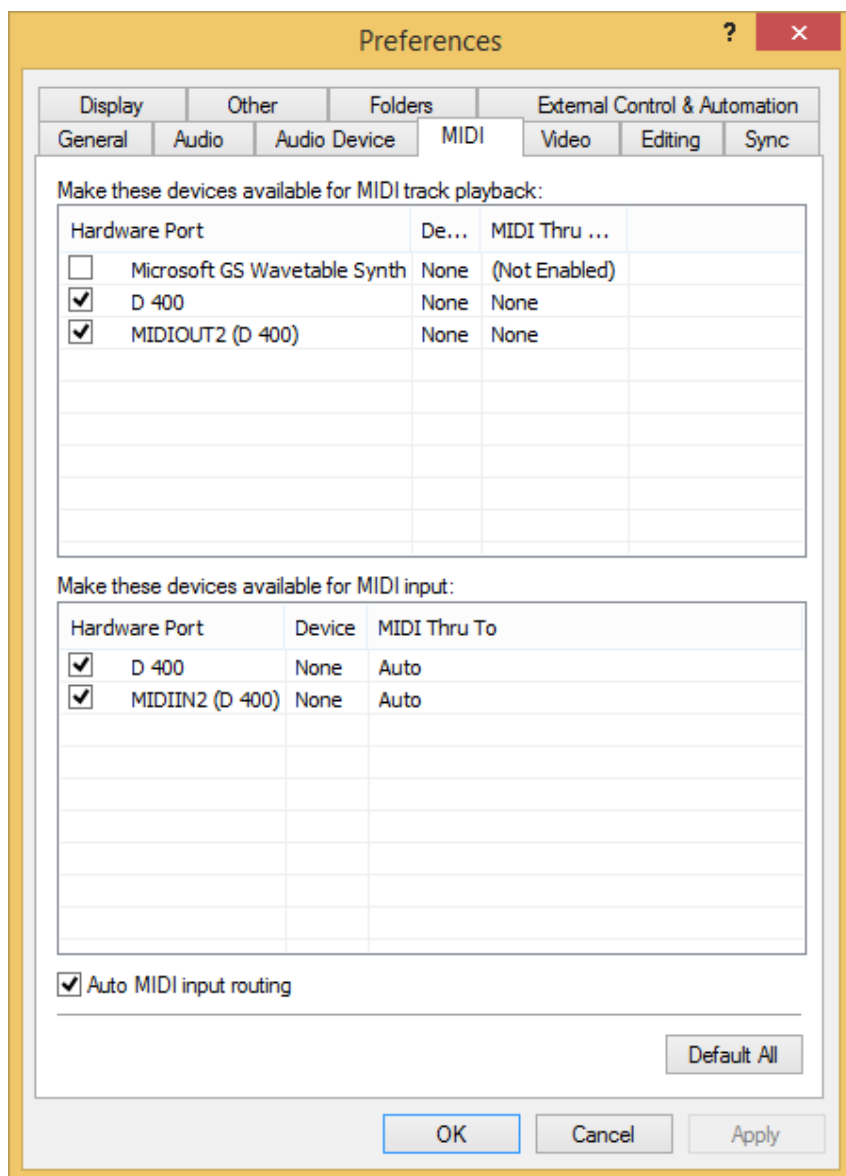 Preferences ? ×
Display Other Folders External Control & Automation
General Audio Audio Device MIDI Video Editing Sync
Make these devices available for MIDI track playback:
Hardware Port De... MIDI Thru ...
Microsoft GS Wavetable Synth None (Not Enabled)
D 400 None None
MIDIOUT2 (D 400) None None
Make these devices available for MIDI input:
Hardware Port Device MIDI Thru To
D 400 None Auto
MIDIIN2 (D 400) None Auto
Auto MIDI input routing
Default All
OK Cancel Apply